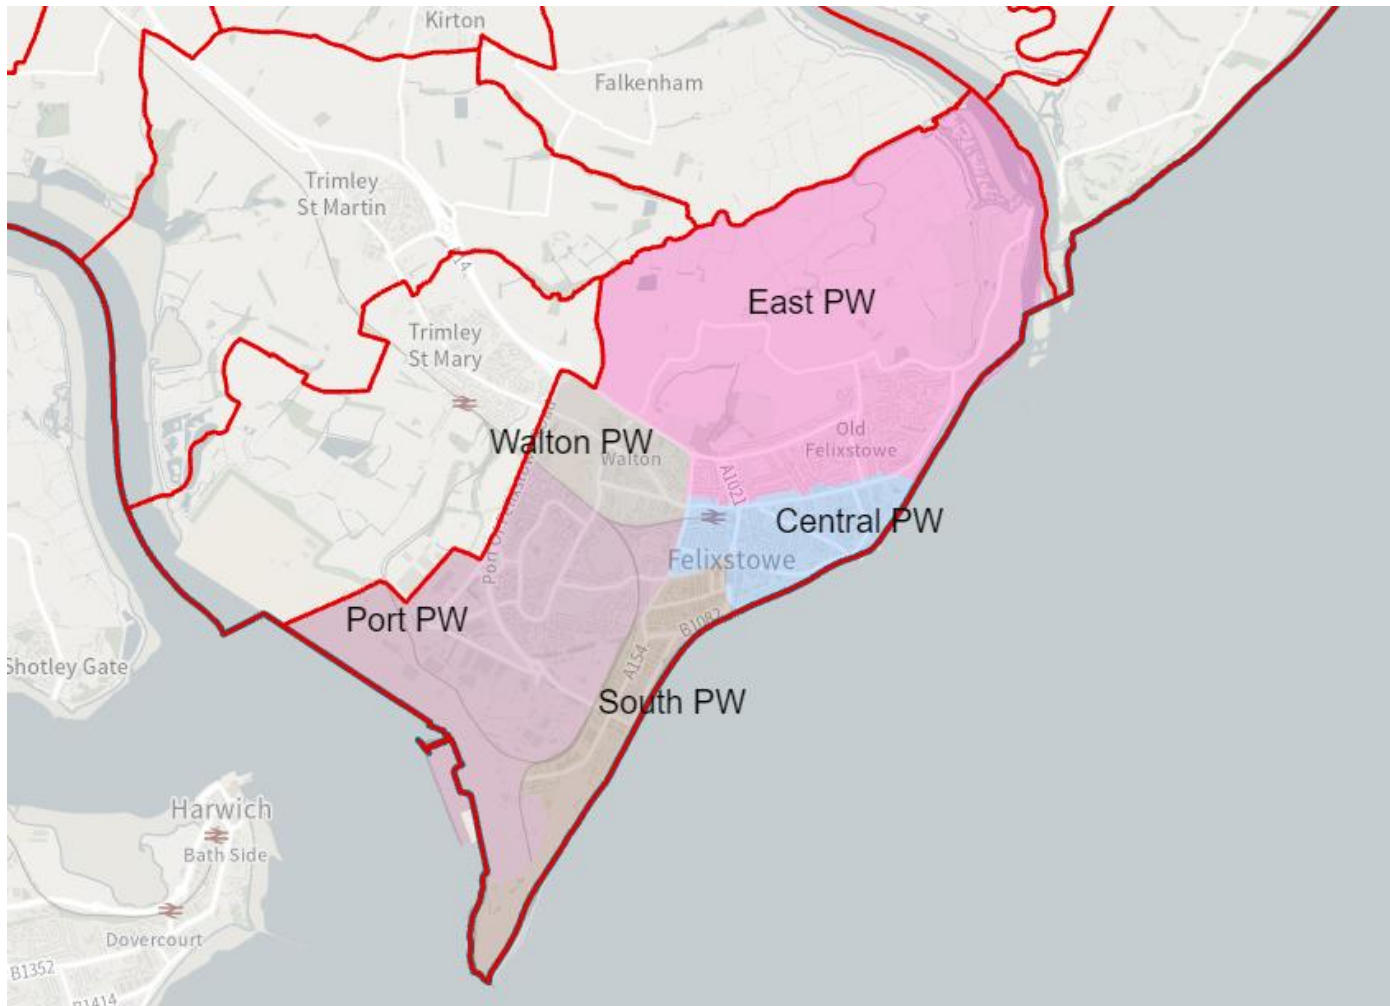 Kirton
Falkenham
Trimley
St Martin
A14
East PW
Trimley
St Mary
Old
Felixstowe
Walton PW
Walton
A1021
Central PW
Felixstowe
Port PW
B1082
A154
Shotley Gate
South PW
Harwich
Bath Side
Dovercourt
B1352
B1414